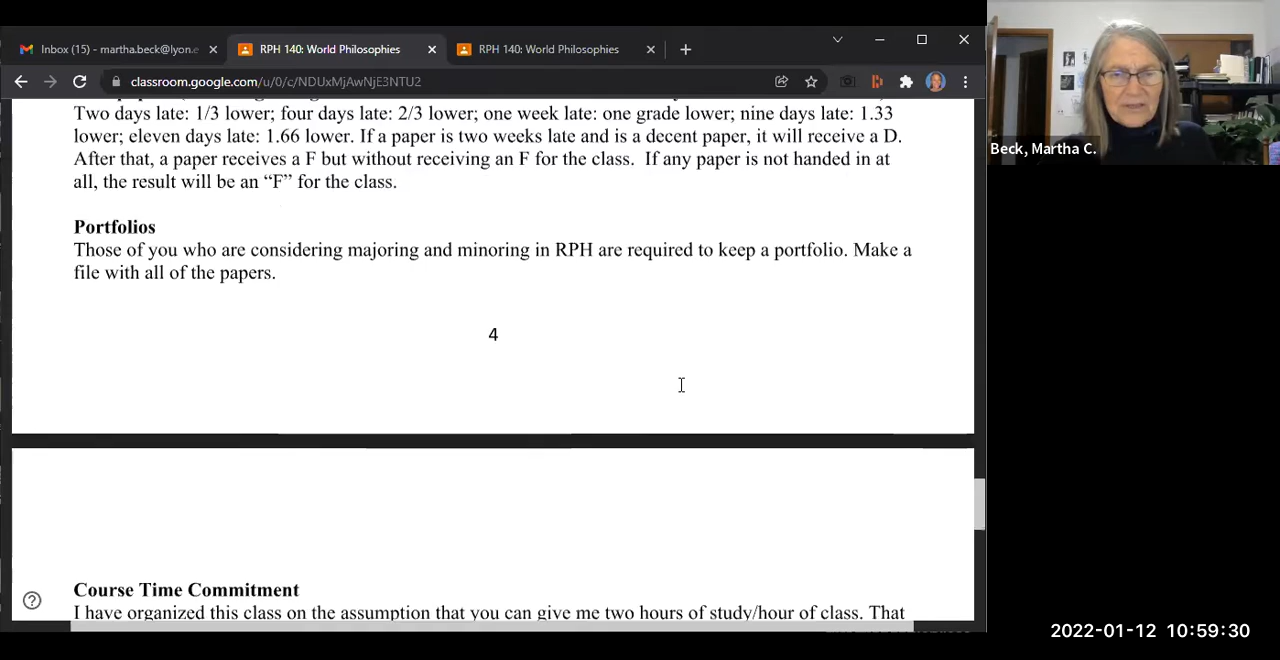 Inbox (15) - martha.beck@lyon.e
RPH 140: World Philosophies
RPH 140: World Philosophies
classroom.google.com/u/0/c/NDUxMjAwNjE3NTU2
Two days late: 1/3 lower; four days late: 2/3 lower; one week late: one grade lower; nine days late: 1.33
lower; eleven days late: 1.66 lower. If a paper is two weeks late and is a decent paper, it will receive a D.
After that, a paper receives a F but without receiving an F for the class.  If any paper is not handed in at
all, the result will be an “F” for the class.
Portfolios
Those of you who are considering majoring and minoring in RPH are required to keep a portfolio. Make a
file with all of the papers.
4
Course Time Commitment
I have organized this class on the assumption that you can give me two hours of study/hour of class. That
Beck, Martha C.
2022-01-12 10:59:30